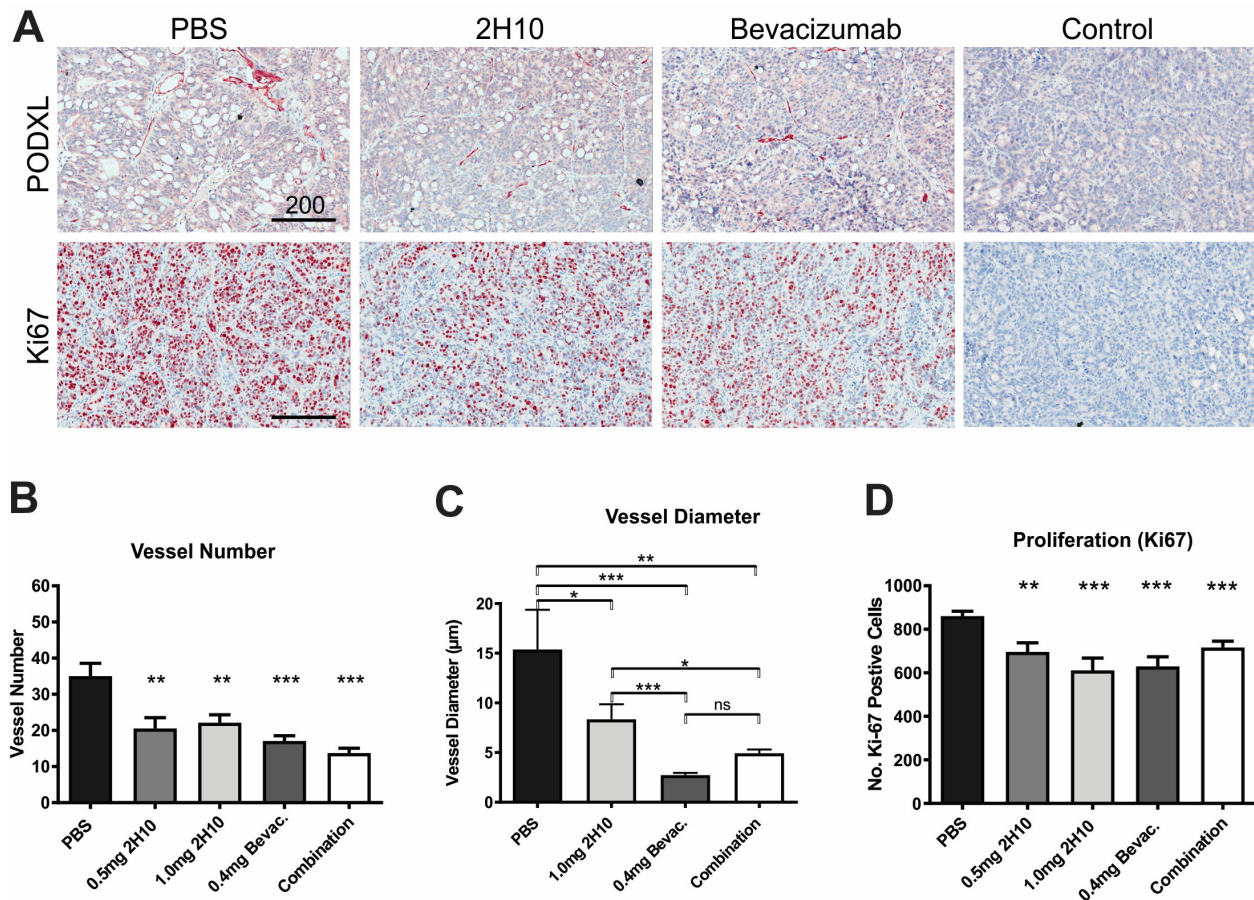 A
PBS
2H10
Bevacizumab
Control
PODXL
200
Ki67
B
Vessel Number
Vessel Number
60
50
40
30
20
10
0
** ** *** ***
PBS
0.5mg 2H10
1.0mg 2H10
0.4mg Bevac.
Combination
C
Vessel Diameter
Vessel Diameter (µm)
20
15
10
5
0
**
***
*
*
***
ns
PBS
1.0mg 2H10
0.4mg Bevac.
Combination
D
Proliferation (Ki67)
No. Ki-67 Postive Cells
1000
800
600
400
200
0
** *** *** ***
PBS
0.5mg 2H10
1.0mg 2H10
0.4mg Bevac.
Combination